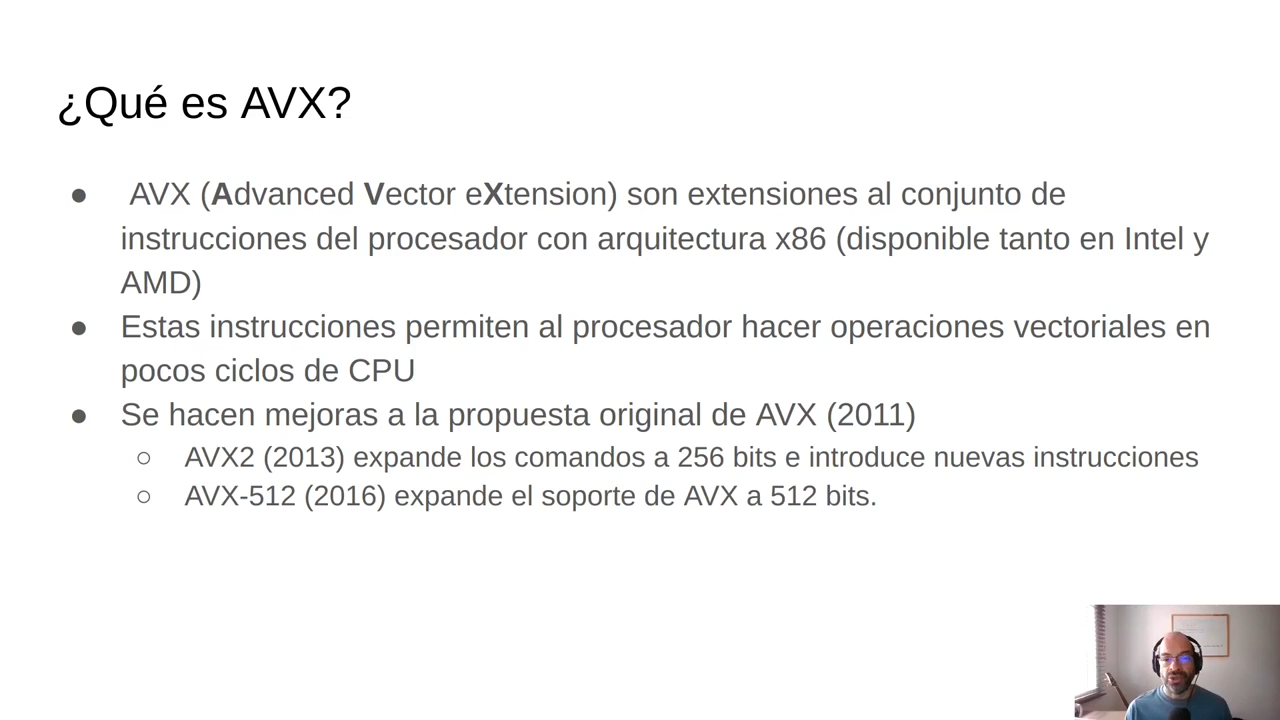 ¿Qué es AVX?
● AVX (Advanced Vector eXtension) son extensiones al conjunto de
instrucciones del procesador con arquitectura x86 (disponible tanto en Intel y
AMD)
● Estas instrucciones permiten al procesador hacer operaciones vectoriales en
pocos ciclos de CPU
● Se hacen mejoras a la propuesta original de AVX (2011)
○ AVX2 (2013) expande los comandos a 256 bits e introduce nuevas instrucciones
○ AVX-512 (2016) expande el soporte de AVX a 512 bits.